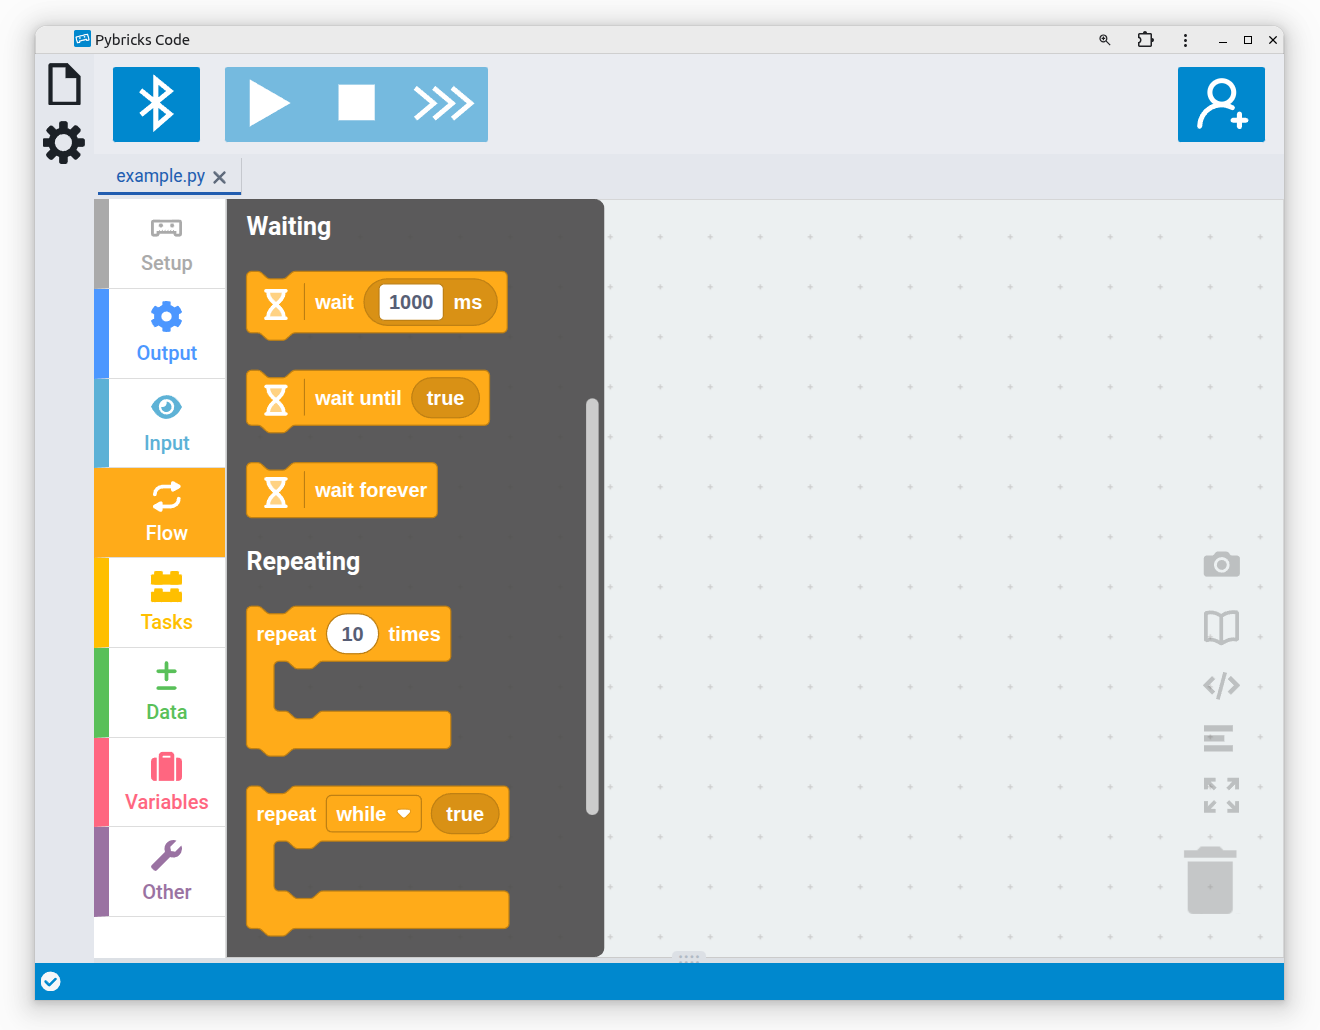 Pybricks Code
example.py
Setup
Output
Input
Flow
Tasks
Data
Variables
Other
Waiting
wait 1000 ms
wait until true
wait forever
Repeating
repeat 10 times
repeat while true